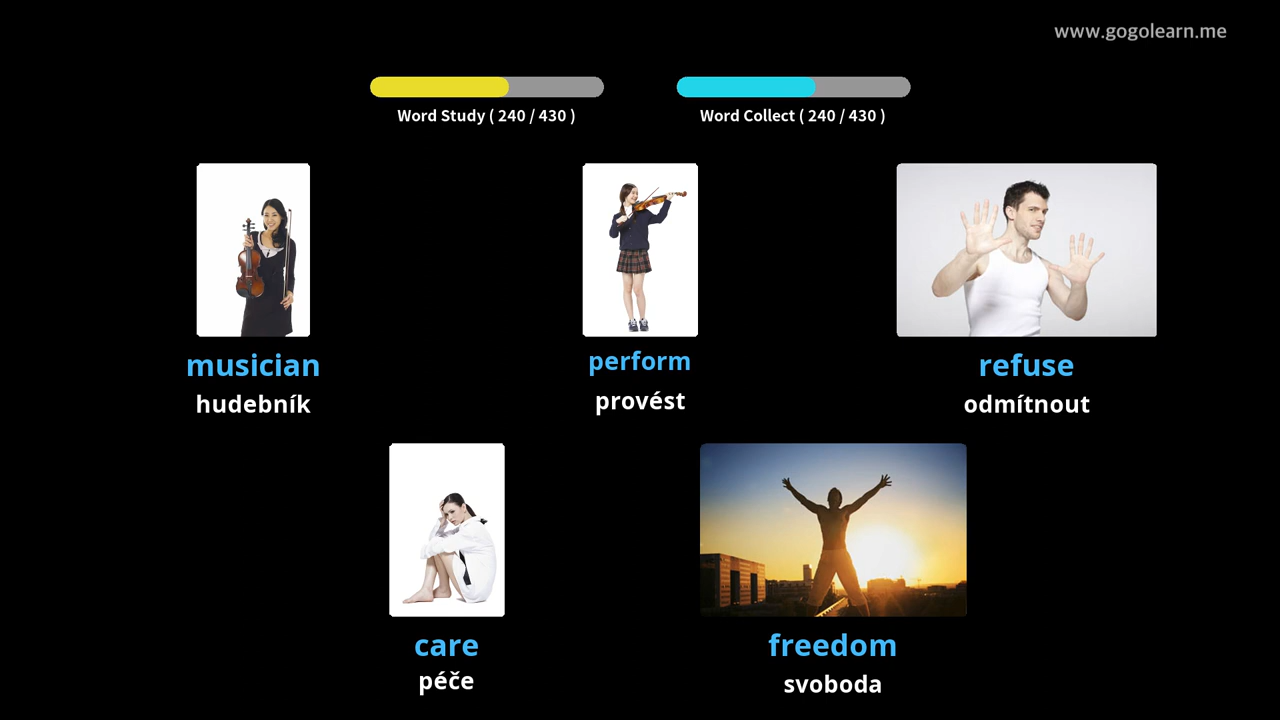 www.gogolearn.me
Word Study ( 240 / 430 )
Word Collect ( 240 / 430 )
musician
hudebník
perform
provést
refuse
odmítnout
care
péče
freedom
svoboda